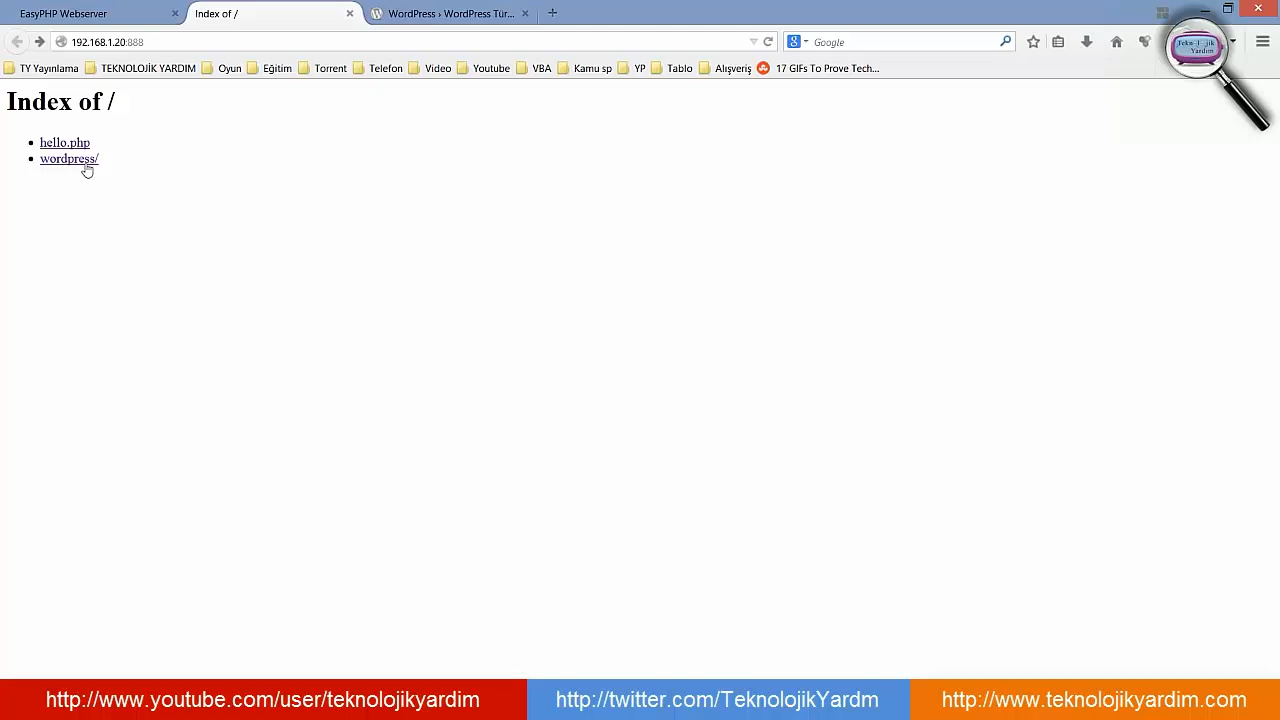 EasyPHP Webserver
Index of /
WordPress › WordPress Tür...
192.168.1.20:888
Google
TY Yayınlama
TEKNOLOJİK YARDIM
Oyun
Eğitim
Torrent
Telefon
Video
Youtube
VBA
Kamu sp
YP
Tablo
Alışveriş
17 GIFs To Prove Tech...
Yardım
Index of /
hello.php
wordpress/
http://www.youtube.com/user/teknolojikyardim
http://twitter.com/TeknolojikYardm
http://www.teknolojikyardim.com